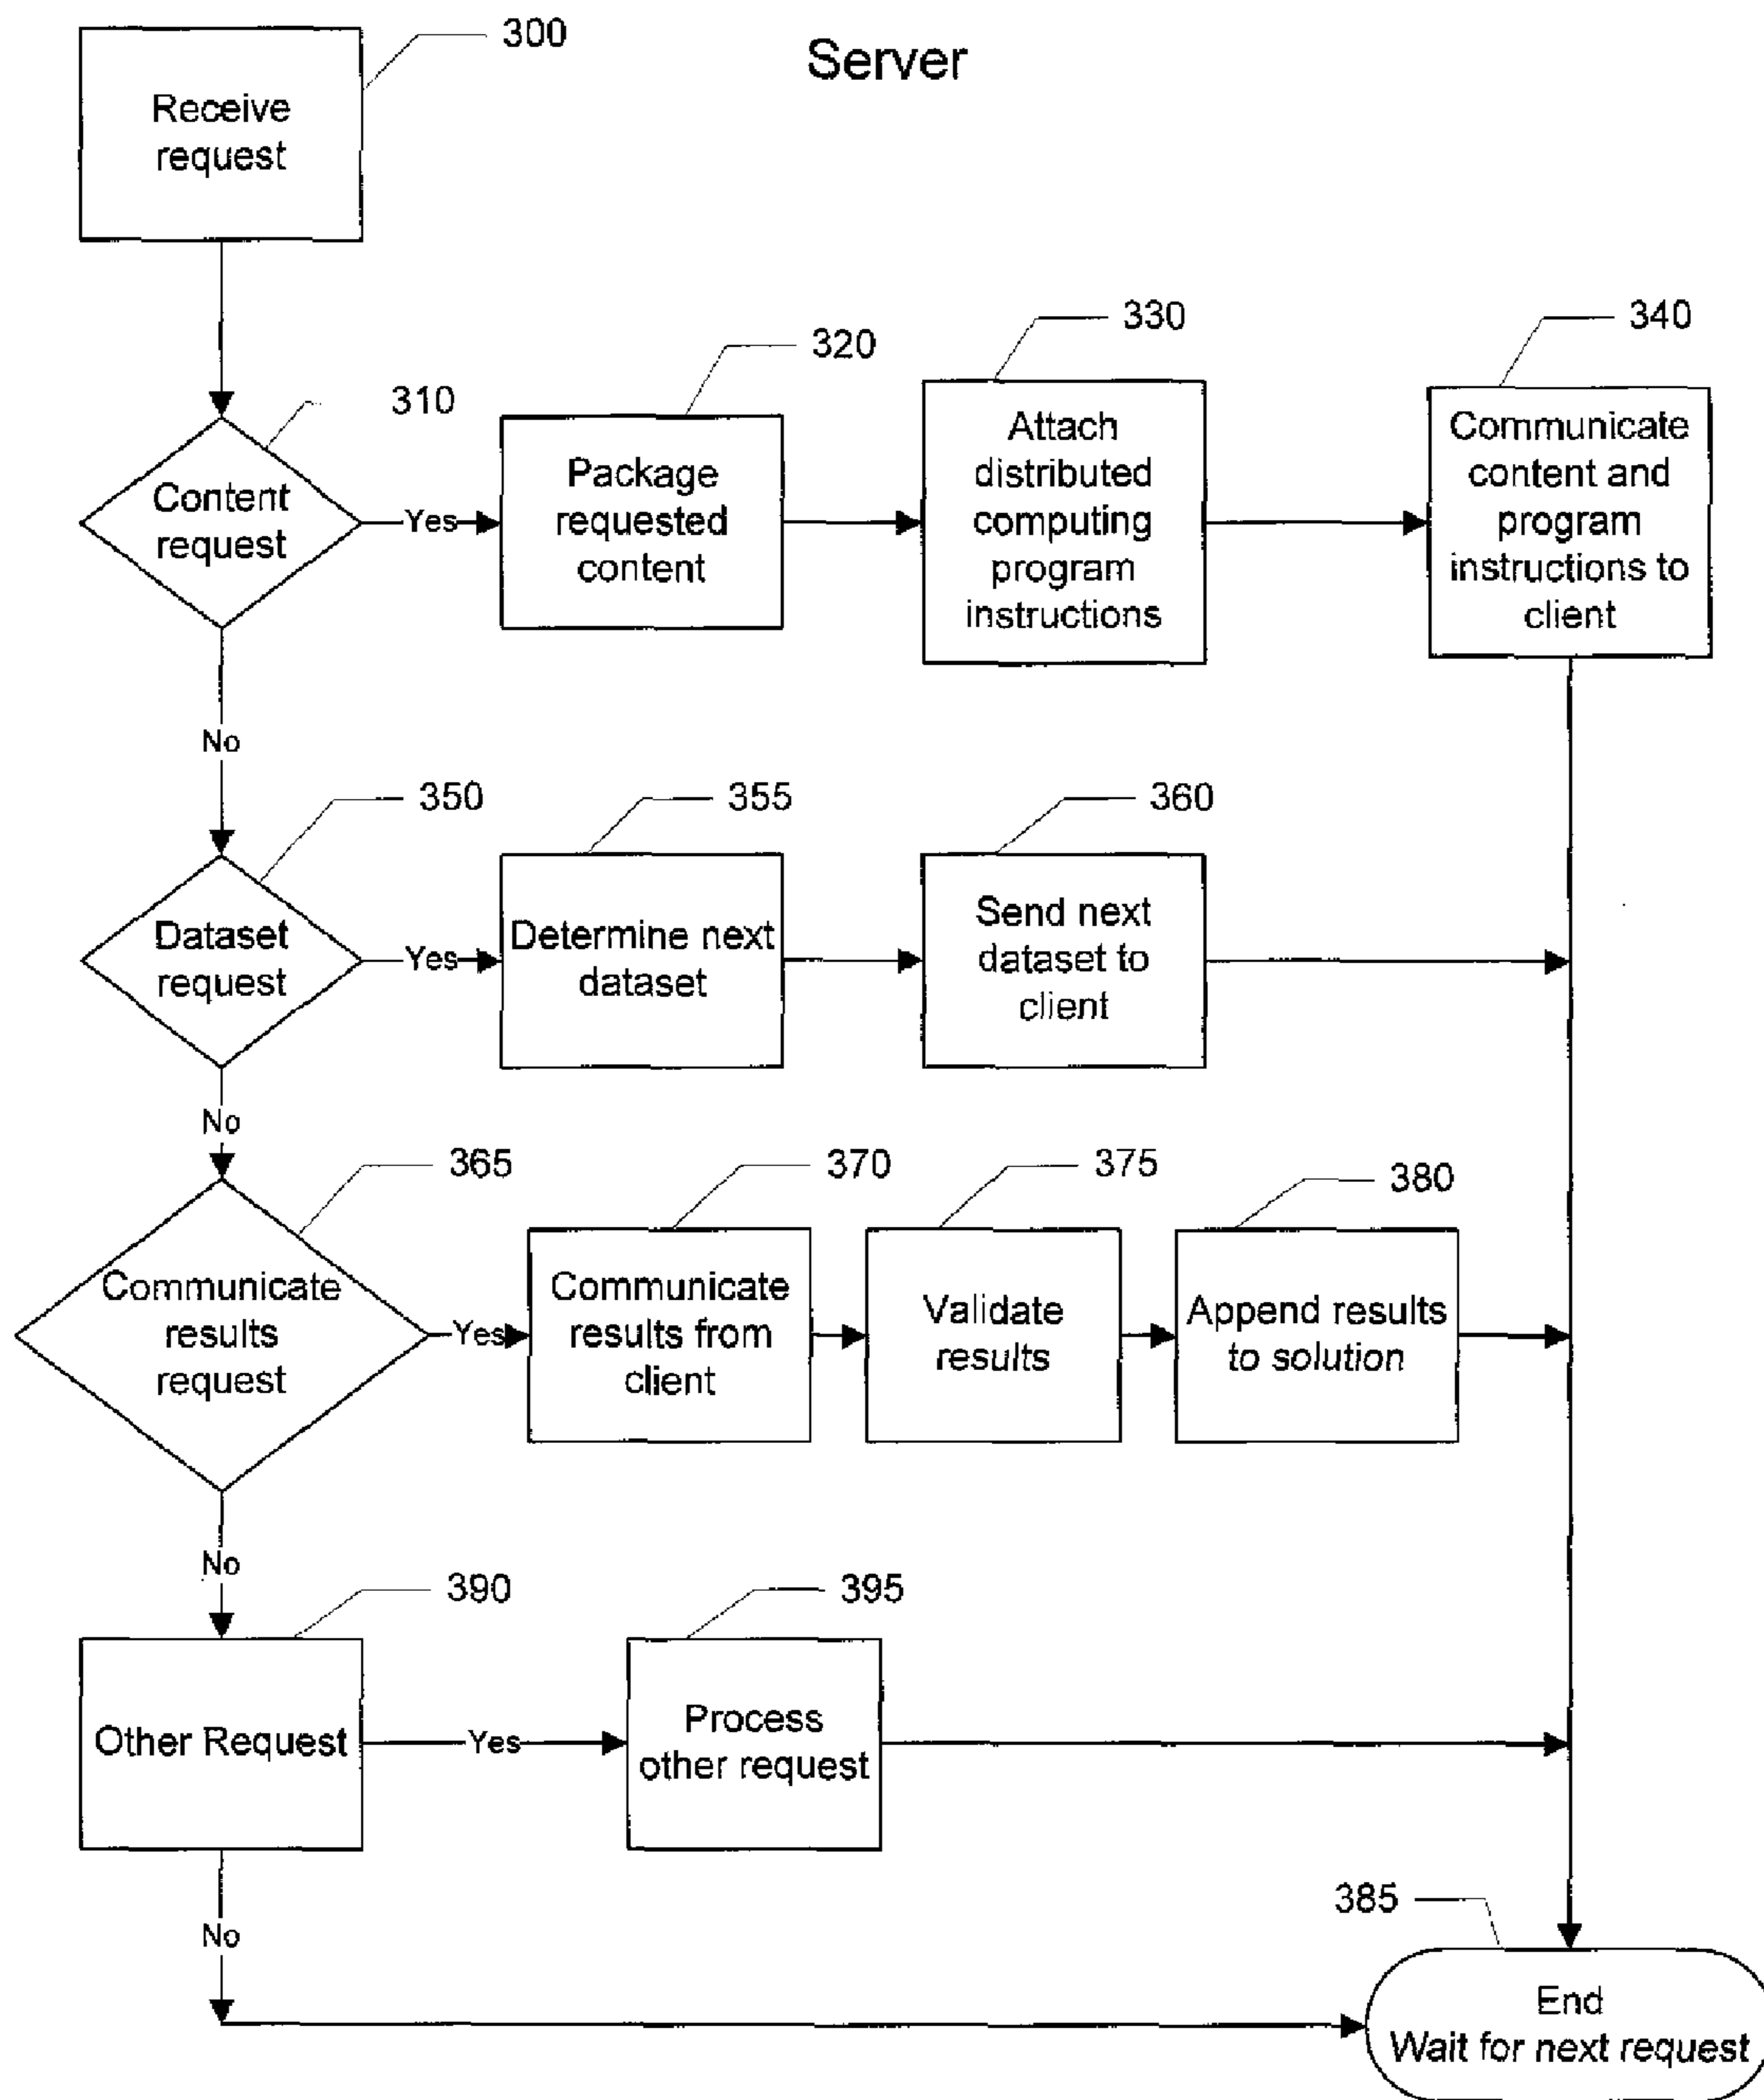 300
Server
Receive
request
310
320
330
340
Content
request
Yes
Package
requested
content
Attach
distributed
computing
program
instructions
Communicate
content and
program
instructions to
client
No
350
355
360
Dataset
request
Yes
Determine next
dataset
Send next
dataset to
client
No
365
370
375
380
Communicate
results
request
Yes
Communicate
results from
client
Validate
results
Append results
to solution
No
390
395
Other Request
Yes
Process
other request
No
385
End
Wait for next request